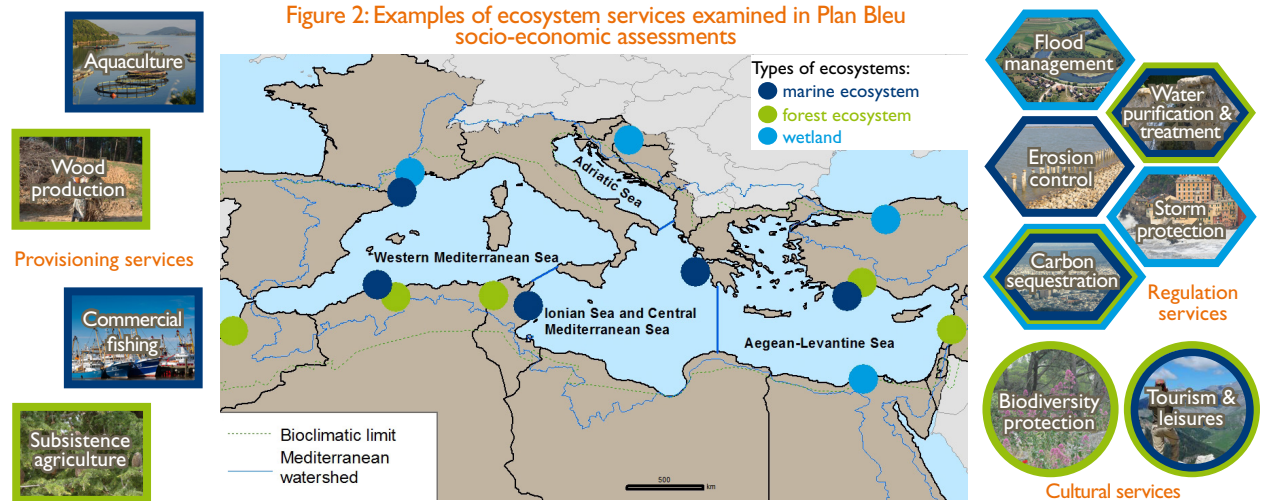 Figure 2: Examples of ecosystem services examined in Plan Bleu
socio-economic assessments
Aquaculture
Wood
production
Provisioning services
Commercial
fishing
Subsistence
agriculture
Types of ecosystems:
marine ecosystem
forest ecosystem
wetland
Adriatic Sea
Western Mediterranean Sea
Ionian Sea and Central
Mediterranean Sea
Aegean-Levantine Sea
Bioclimatic limit
Mediterranean
watershed
500
km
Flood
management
Water
purification &
treatment
Erosion
control
Storm
protection
Carbon
sequestration
Regulation
services
Biodiversity
protection
Tourism &
leisures
Cultural services